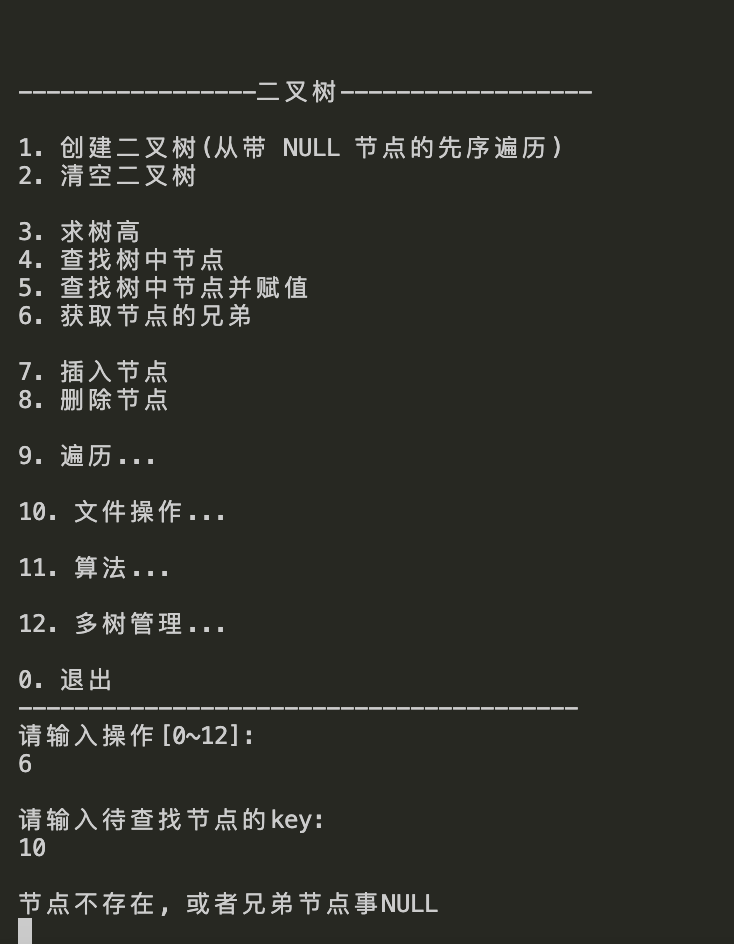 -----------------二叉树------------------
1. 创建二叉树(从带 NULL 节点的先序遍历)
2. 清空二叉树
3. 求树高
4. 查找树中节点
5. 查找树中节点并赋值
6. 获取节点的兄弟
7. 插入节点
8. 删除节点
9. 遍历...
10. 文件操作...
11. 算法...
12. 多树管理...
0. 退出
----------------------------------------
请输入操作[0~12]:
6
请输入待查找节点的key:
10
节点不存在, 或者兄弟节点事NULL